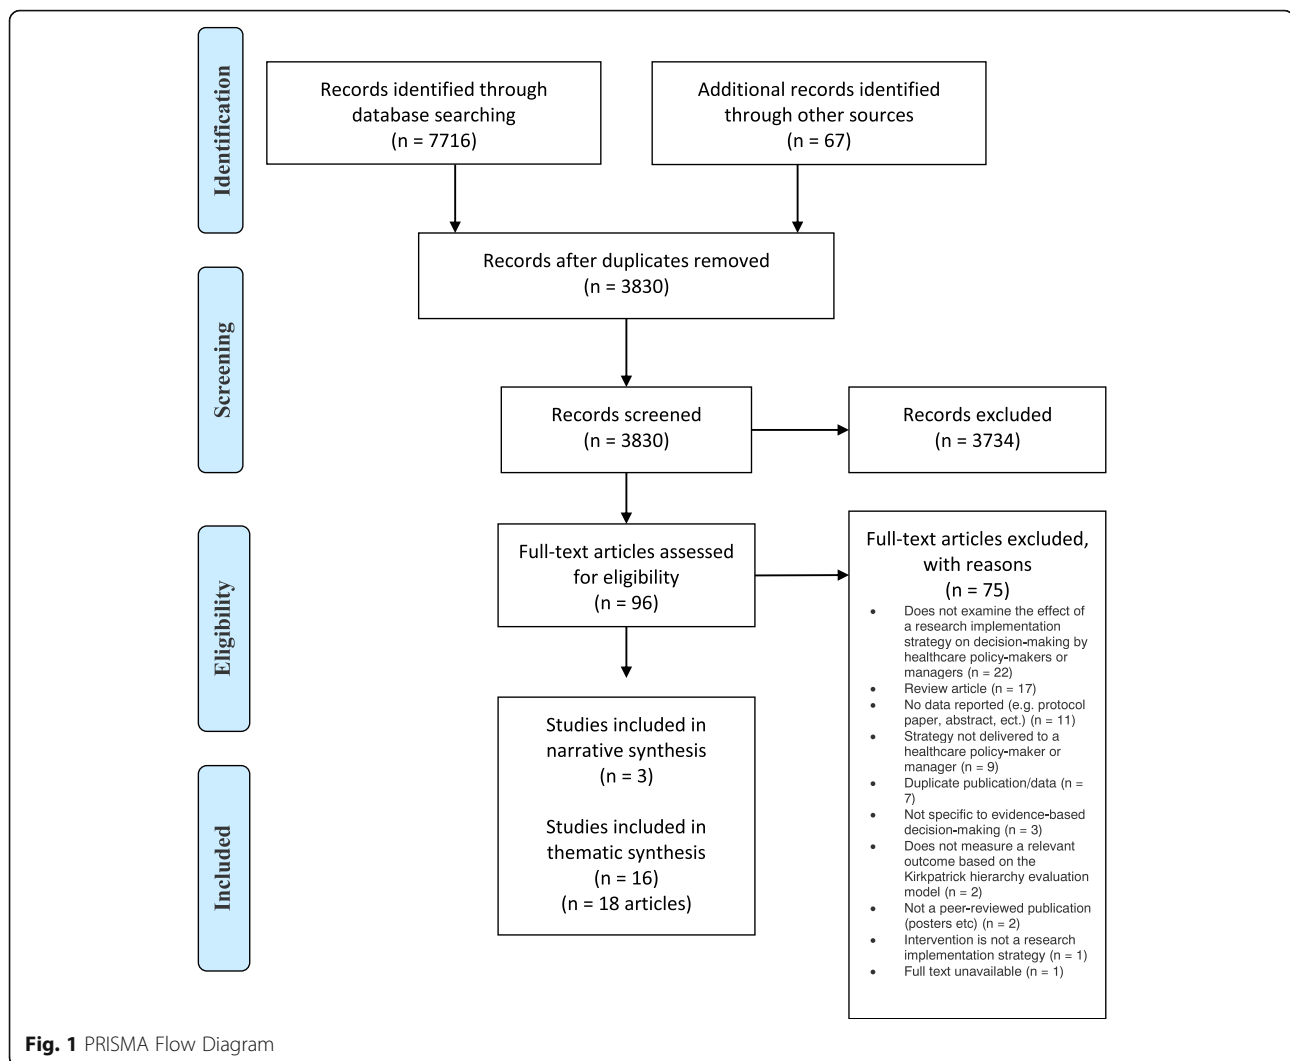 Identification
Records identified through
database searching
(n = 7716)
Additional records identified
through other sources
(n = 67)
Records after duplicates removed
(n = 3830)
Screening
Records screened
(n = 3830)
Records excluded
(n = 3734)
Eligibility
Full-text articles assessed
for eligibility
(n = 96)
Full-text articles excluded,
with reasons
(n = 75)
• Does not examine the effect of
a research implementation
strategy on decision-making by
healthcare policy-makers or
managers (n = 22)
• Review article (n = 17)
• No data reported (e.g. protocol
paper, abstract, ect.) (n = 11)
• Strategy not delivered to a
healthcare policy-maker or
manager (n = 9)
• Duplicate publication/data (n =
7)
• Not specific to evidence-based
decision-making (n = 3)
• Does not measure a relevant
outcome based on the
Kirkpatrick hierarchy evaluation
model (n = 2)
• Not a peer-reviewed publication
(posters etc) (n = 2)
• Intervention is not a research
implementation strategy (n = 1)
• Full text unavailable (n = 1)
Included
Studies included in
narrative synthesis
(n = 3)
Studies included in
thematic synthesis
(n = 16)
(n = 18 articles)
Fig. 1 PRISMA Flow Diagram